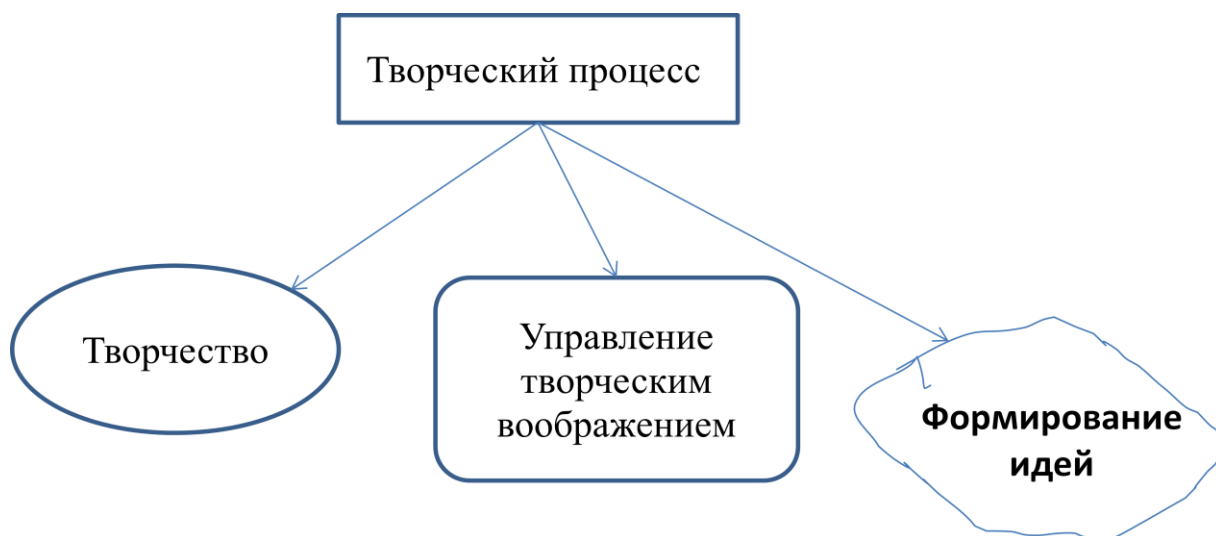 Творческий процесс
Творчество
Управление
творческим
воображением
Формирование
идей